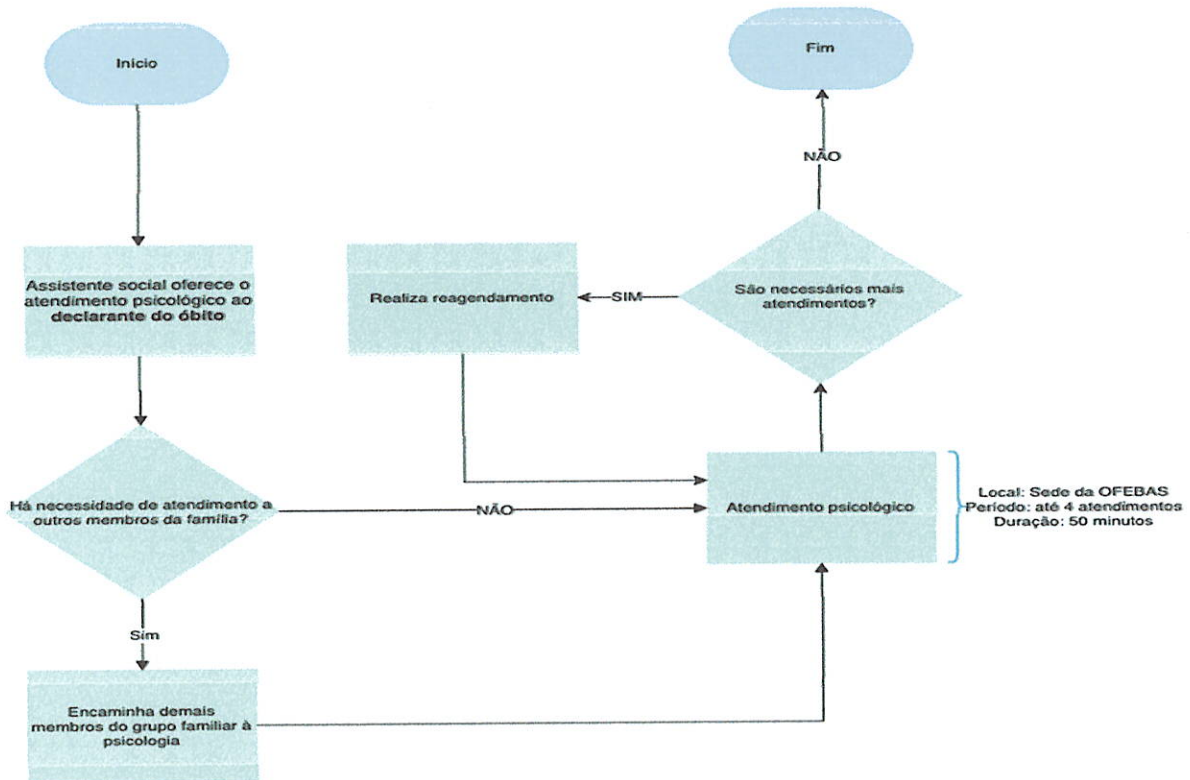 Início
Assistente social oferece o
atendimento psicológico ao
declarante do óbito
Há necessidade de atendimento a
outros membros da família?
Sim
Encaminha demais
membros do grupo familiar à
psicologia
NÃO
Atendimento psicológico
Local: Sede da OFEBAS
Período: até 4 atendimentos
Duração: 50 minutos
São necessários mais
atendimentos?
SIM
Realiza reagendamento
NÃO
Fim